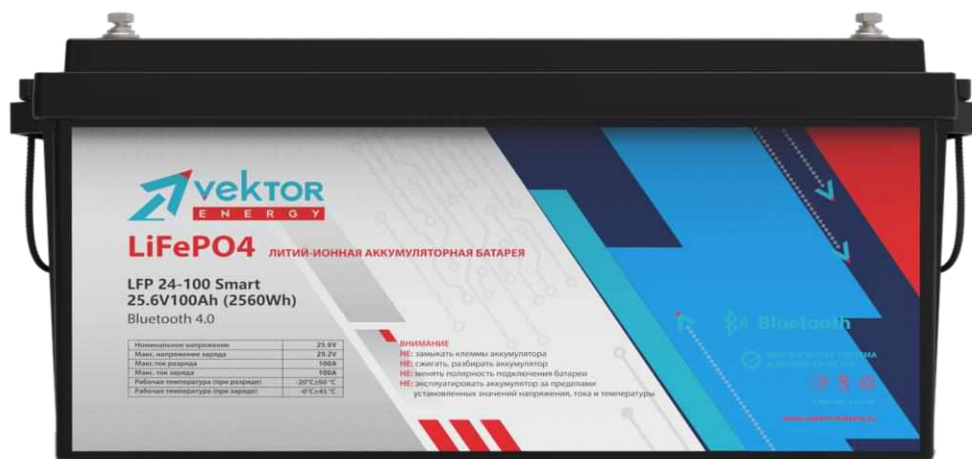 VEKTOR
ENERGY
LiFePO4 ЛИТИЙ-ИОННАЯ АККУМУЛЯТОРНАЯ БАТАРЕЯ
LFP 24-100 Smart
25.6V100Ah (2560Wh)
Bluetooth 4.0
Номинальное напряжение 25.6V
Макс. напряжение заряда 29.2V
Макс. ток разряда 100A
Макс. ток заряда 100A
Рабочая температура (при разряде) -20°C±60 °C
Рабочая температура (при заряде) -0°C±45 °C
ВНИМАНИЕ
НЕ: замыкать клеммы аккумулятора
НЕ: сжигать, разбирать аккумулятор
НЕ: менять полярность подключения батареи
НЕ: эксплуатировать аккумулятор за пределами
установленных значений напряжения, тока и температуры
Bluetooth